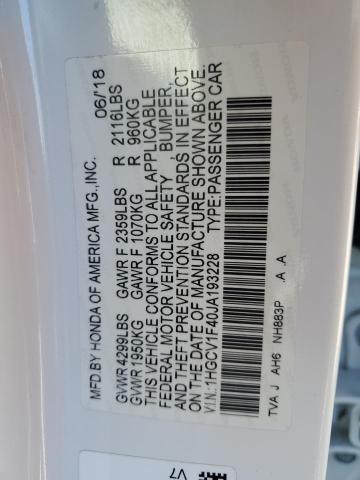 MFD.BY HONDA OF AMERICA MFG.,INC. 06/'18
GVWR 4299LBS GAWR F 2359LBS R 2116LBS
GVWR 1950KG GAWR F 1070KG R 960KG
THIS VEHICLE CONFORMS TO ALL APPLICABLE
FEDERAL MOTOR VEHICLE SAFETY , BUMPER,
AND THEFT PREVENTION STANDARDS IN EFFECT
ON THE DATE OF MANUFACTURE SHOWN ABOVE.
V.I.N.:1HGCV1F40JA193228 TYPE:PASSENGER CAR
TVA J AH6 NH883P .A .A
V7